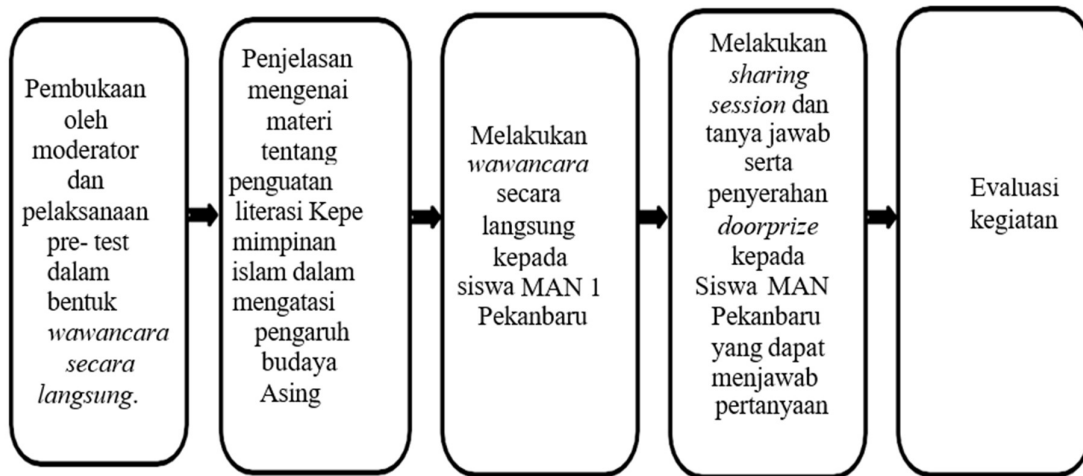 Pembukaan
oleh
moderator
dan
pelaksanaan
pre- test
dalam
bentuk
wawancara
secara
langsung.
Penjelasan
mengenai
materi
tentang
penguatan
literasi Kepe
mimpinan
islam dalam
mengatasi
pengaruh
budaya
Asing
Melakukan
wawancara
secara
langsung
kepada
siswa MAN 1
Pekanbaru
Melakukan
sharing
session dan
tanya jawab
serta
penyerahan
doorprize
kepada
Siswa MAN
Pekanbaru
yang dapat
menjawab
pertanyaan
Evaluasi
kegiatan